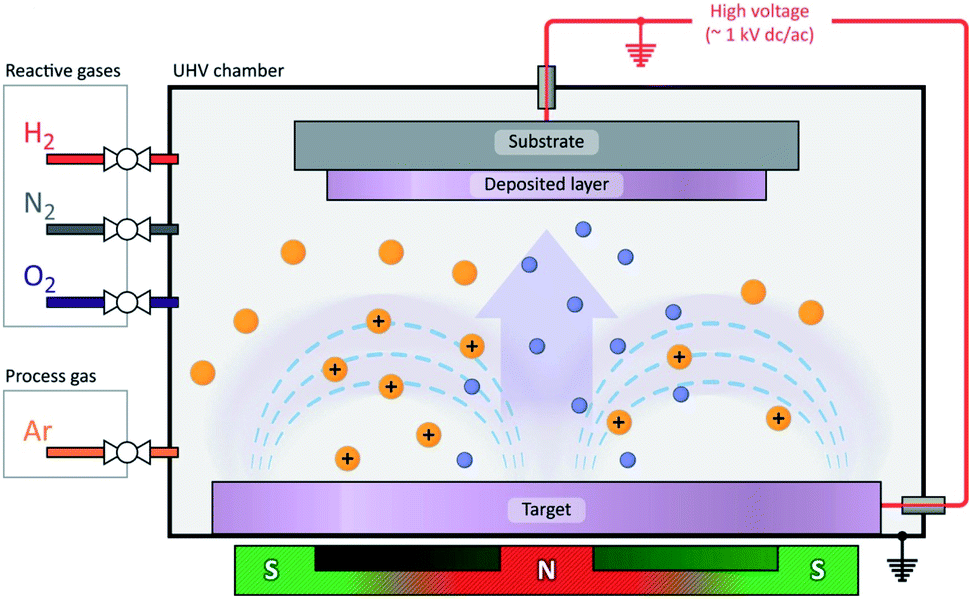 High voltage
(~ 1 kV dc/ac)
Reactive gases
UHV chamber
H2
N2
O2
Substrate
Deposited layer
+
+
+
+
+
+
+
+
+
Process gas
Ar
Target
S
N
S